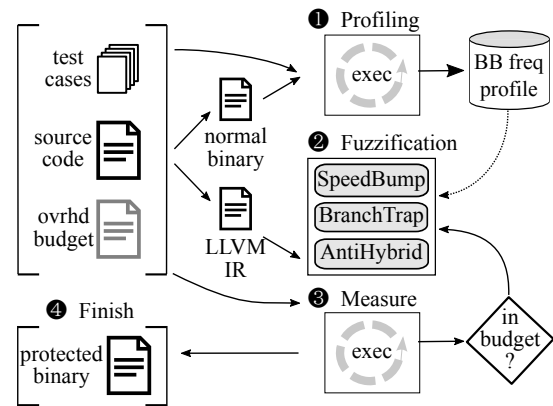 ❶ Profiling
test
cases
exec
BB freq
profile
source
code
normal
binary
❷ Fuzzification
SpeedBump
BranchTrap
AntiHybrid
ovrhd
budget
LLVM
IR
❸ Measure
exec
in
budget
?
❹ Finish
protected
binary